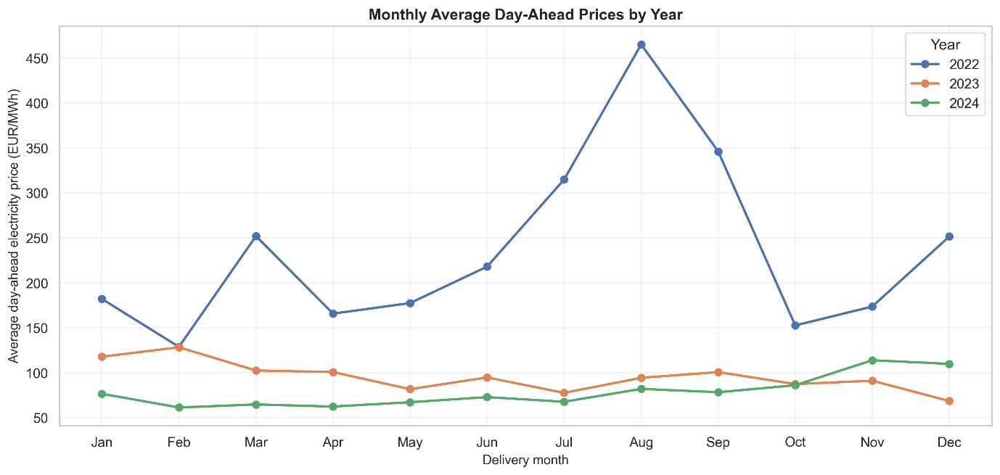 Monthly Average Day-Ahead Prices by Year
Average day-ahead electricity price (EUR/MWh)
450
400
350
300
250
200
150
100
50
Year
2022
2023
2024
Jan Feb Mar Apr May Jun Jul Aug Sep Oct Nov Dec
Delivery month